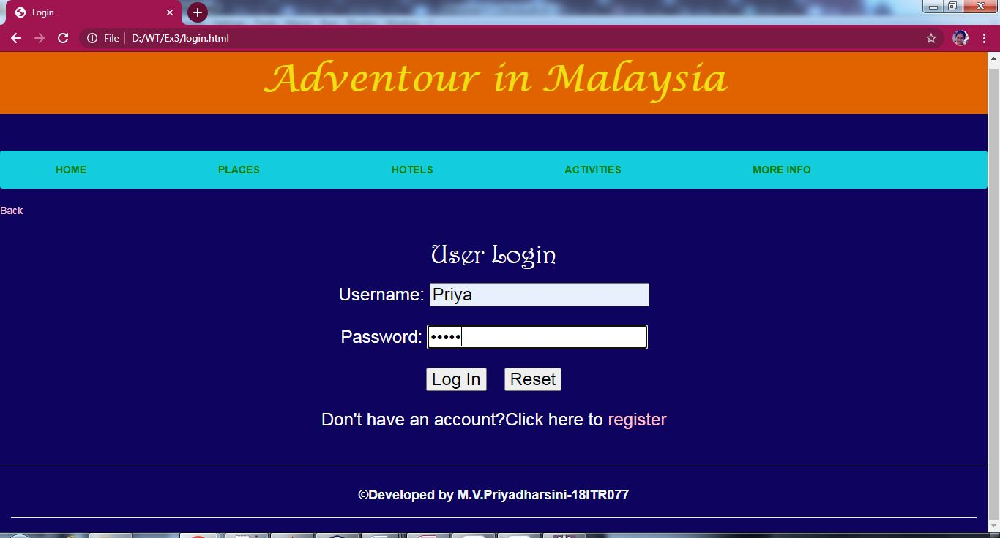 Login
File D:/WT/Ex3/login.html
Adventour in Malaysia
HOME PLACES HOTELS ACTIVITIES MORE INFO
Back
User Login
Username: Priya
Password: •••••
Log In Reset
Don't have an account?Click here to register
©Developed by M.V.Priyadharsini-18ITR077